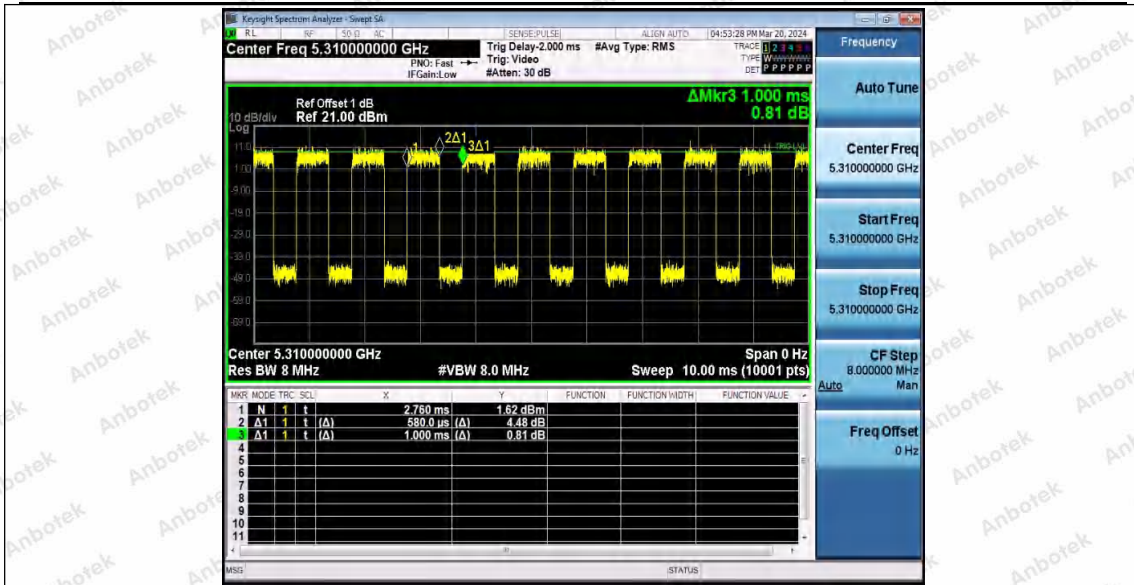 Keysight Spectrum Analyzer - Swept SA
RL RF 50 Ω AC SENSE:PULSE ALIGN AUTO 04:53:28 PM Mar 20, 2024
Center Freq 5.310000000 GHz
PNO: Fast
IFGain:Low
Trig Delay-2.000 ms
Trig: Video
#Atten: 30 dB
#Avg Type: RMS
TRACE 1 2 3 4 5 6
TYPE W
DET P P P P P P
Frequency
Auto Tune
Center Freq
5.310000000 GHz
Start Freq
5.310000000 GHz
Stop Freq
5.310000000 GHz
CF Step
8.000000 MHz
Auto Man
Freq Offset
0 Hz
ΔMkr3 1.000 ms
0.81 dB
Ref Offset 1 dB
10 dB/div Ref 21.00 dBm
Log
11.0
1.00
-9.00
-19.0
-29.0
-39.0
-49.0
-59.0
-69.0
1
2Δ1
3Δ1
TRIG LVL
Center 5.310000000 GHz Span 0 Hz
Res BW 8 MHz #VBW 8.0 MHz Sweep 10.00 ms (10001 pts)
MKR MODE TRC SCL X Y FUNCTION FUNCTION WIDTH FUNCTION VALUE
1 N 1 t 2.760 ms 1.62 dBm
2 Δ1 1 t (Δ) 580.0 µs (Δ) 4.48 dB
3 Δ1 1 t (Δ) 1.000 ms (Δ) 0.81 dB
4
5
6
7
8
9
10
11
MSG STATUS
Anbotek